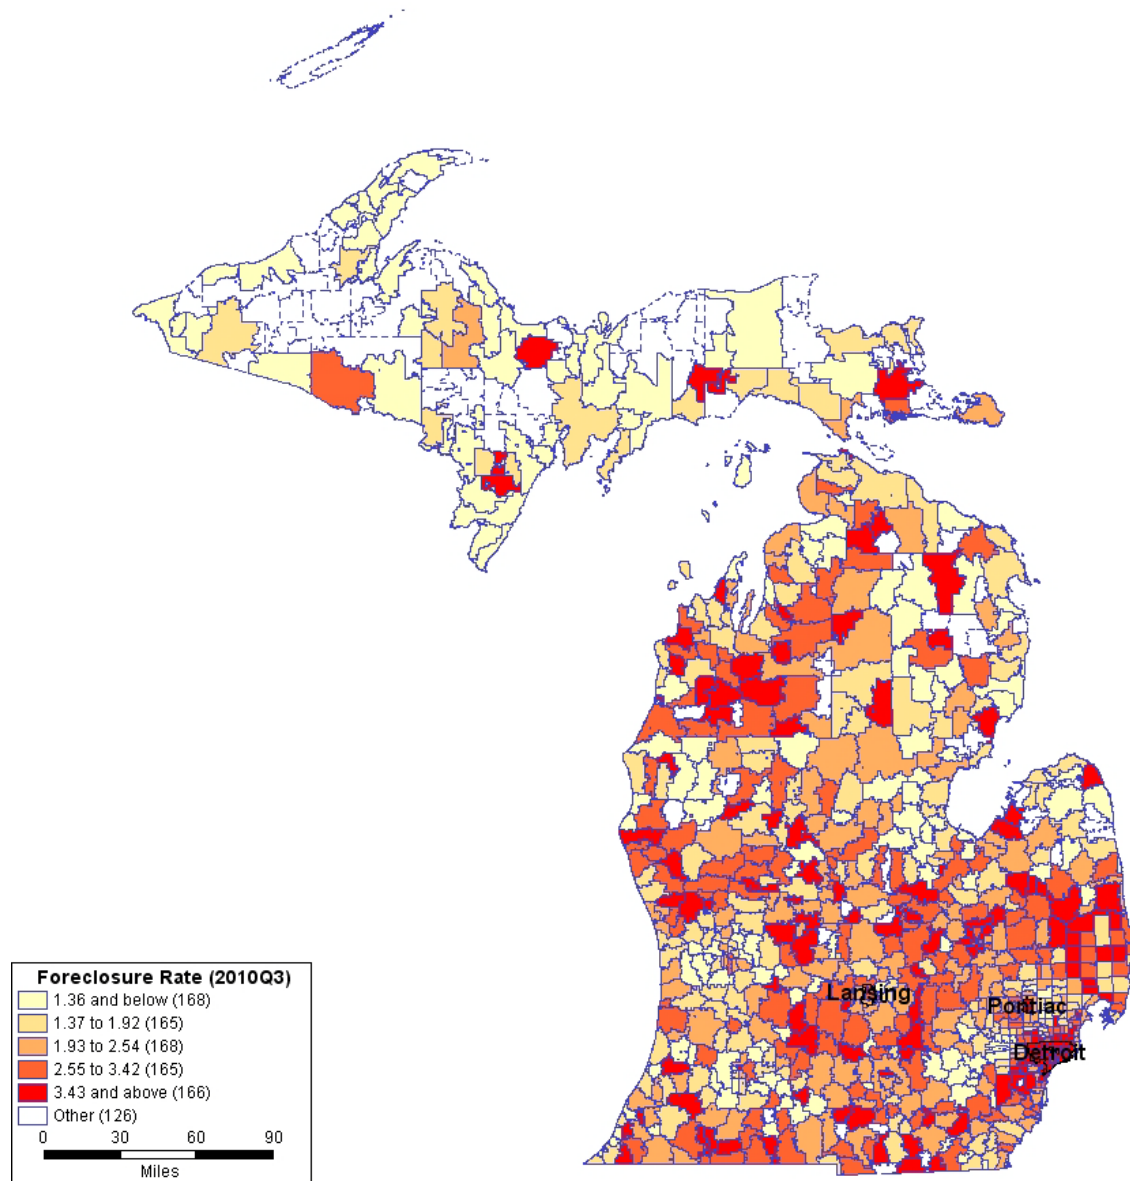 Lansing
Pontiac
Detroit
Foreclosure Rate (2010Q3)
1.36 and below (168)
1.37 to 1.92 (165)
1.93 to 2.54 (168)
2.55 to 3.42 (165)
3.43 and above (166)
Other (126)
0 30 60 90
Miles